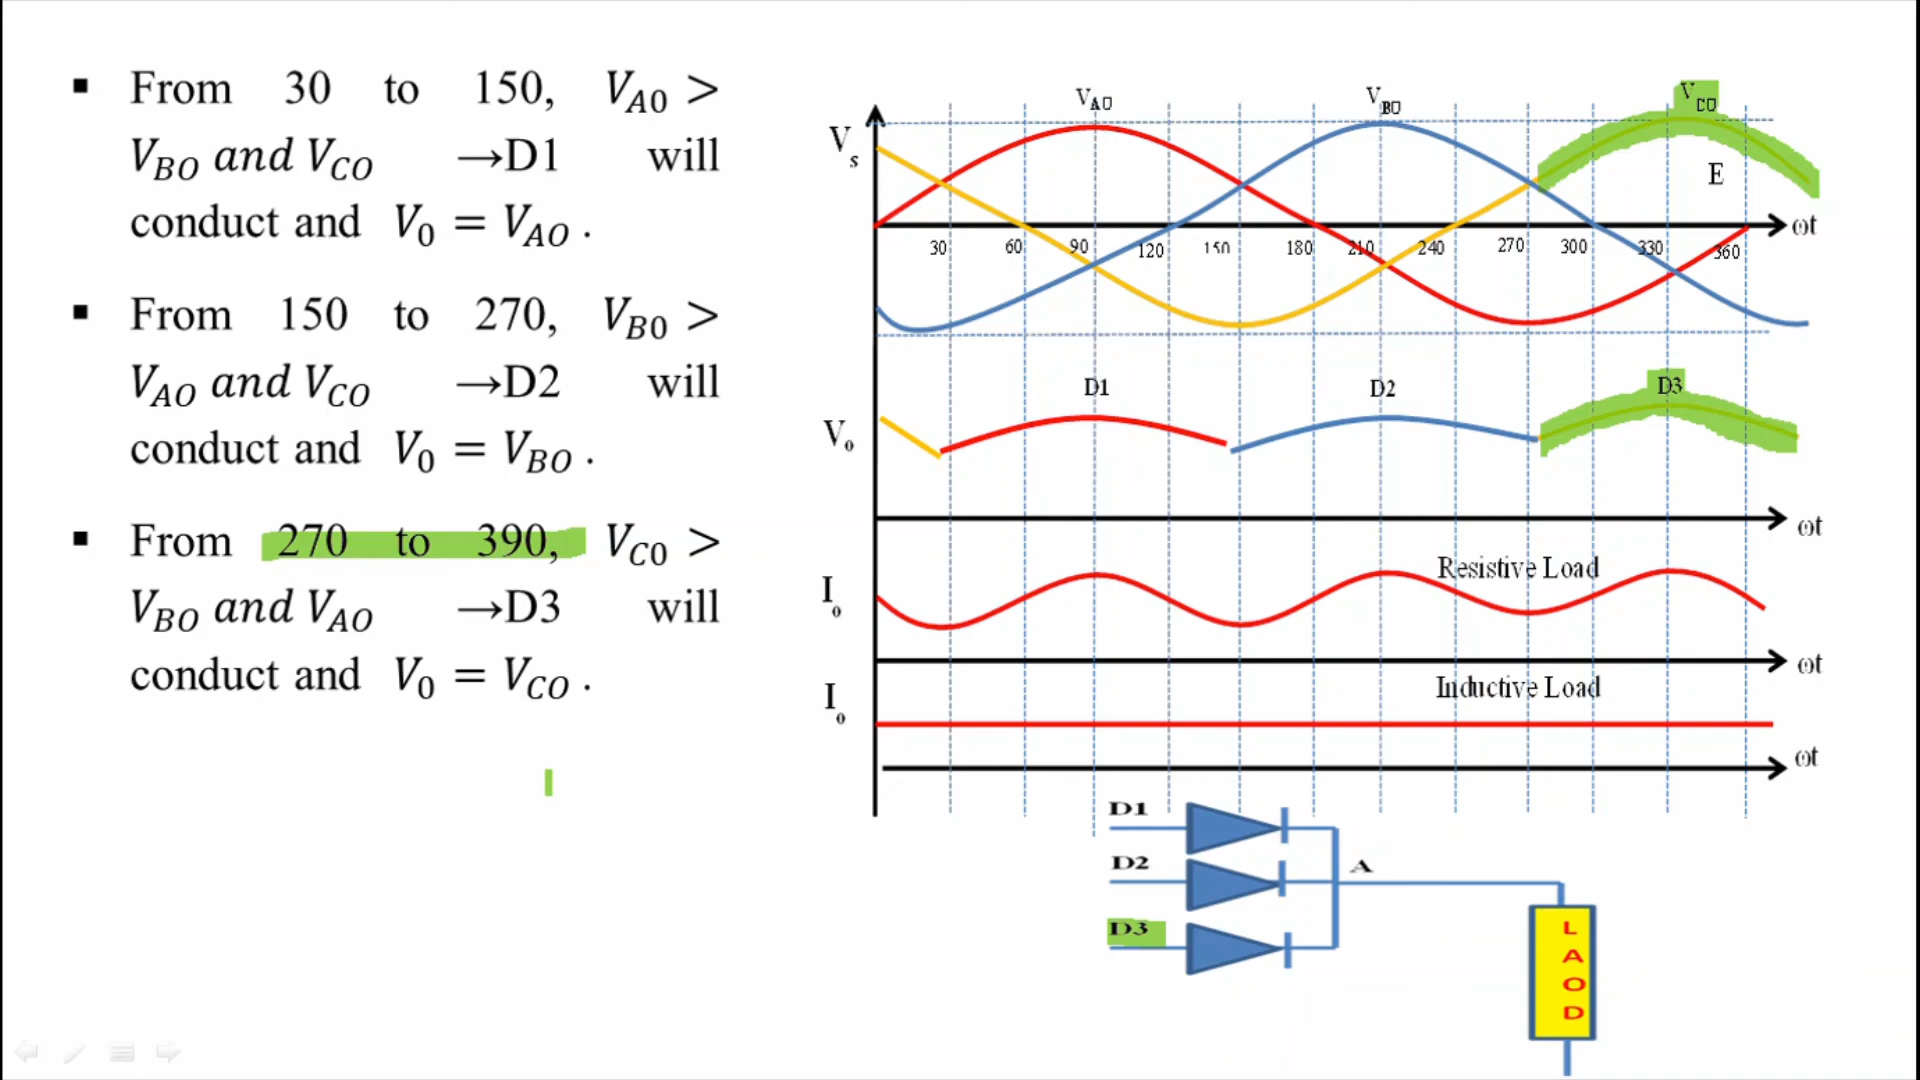 ▪ From 30 to 150, V_A0 >
V_BO and V_CO →D1 will
conduct and V_0 = V_AO .
▪ From 150 to 270, V_B0 >
V_AO and V_CO →D2 will
conduct and V_0 = V_BO .
▪ From 270 to 390, V_C0 >
V_BO and V_AO →D3 will
conduct and V_0 = V_CO .
V_AO V_BO V_CO
V_s
E
ωt
30 60 90 120 150 180 210 240 270 300 330 360
D1 D2 D3
V_o
ωt
Resistive Load
I_o
ωt
Inductive Load
I_o
ωt
D1
D2
A
D3
L
A
O
D